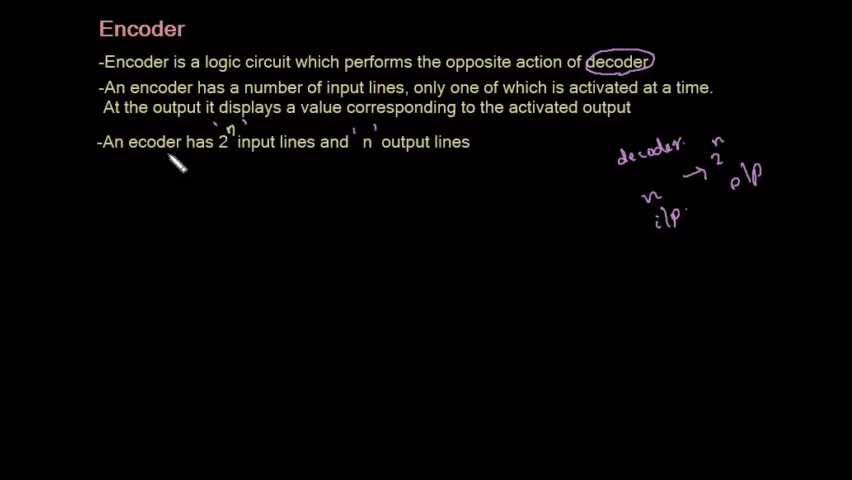 Encoder
-Encoder is a logic circuit which performs the opposite action of decoder
-An encoder has a number of input lines, only one of which is activated at a time.
At the output it displays a value corresponding to the activated output
-An ecoder has '2ⁿ' input lines and 'n' output lines
decoder.
n → 2ⁿ
i/p. o/p